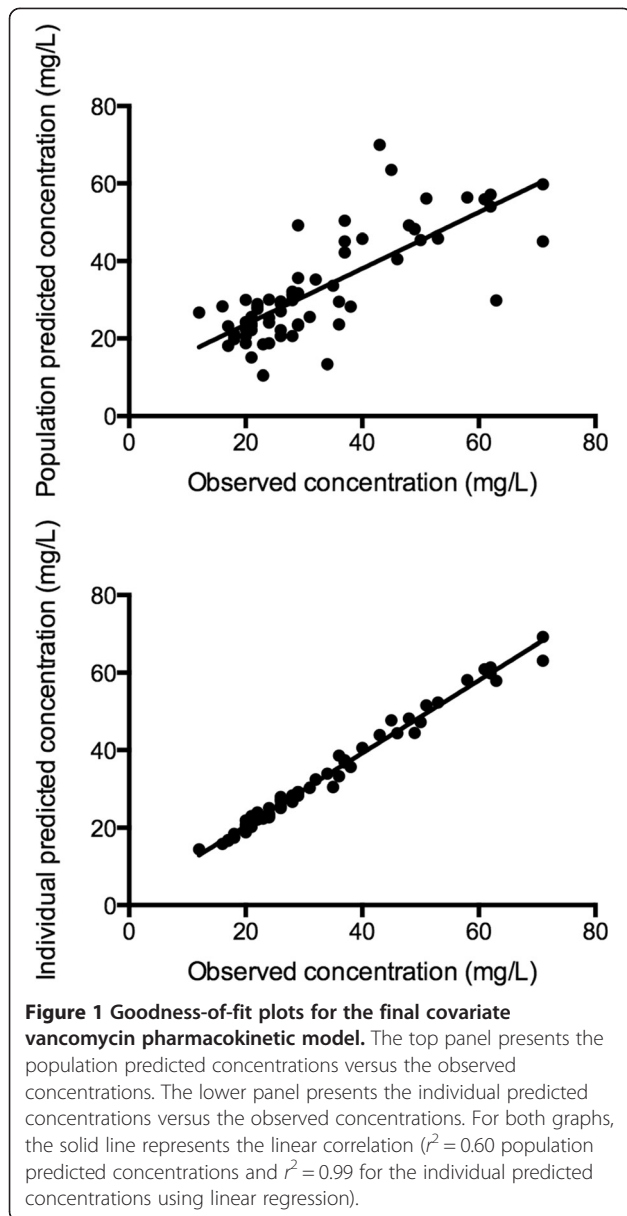 Population predicted concentration (mg/L)
80
60
40
20
0
0 20 40 60 80
Observed concentration (mg/L)
Individual predicted concentration (mg/L)
80
60
40
20
0
0 20 40 60 80
Observed concentration (mg/L)
Figure 1 Goodness-of-fit plots for the final covariate
vancomycin pharmacokinetic model. The top panel presents the
population predicted concentrations versus the observed
concentrations. The lower panel presents the individual predicted
concentrations versus the observed concentrations. For both graphs,
the solid line represents the linear correlation (r² = 0.60 population
predicted concentrations and r² = 0.99 for the individual predicted
concentrations using linear regression).